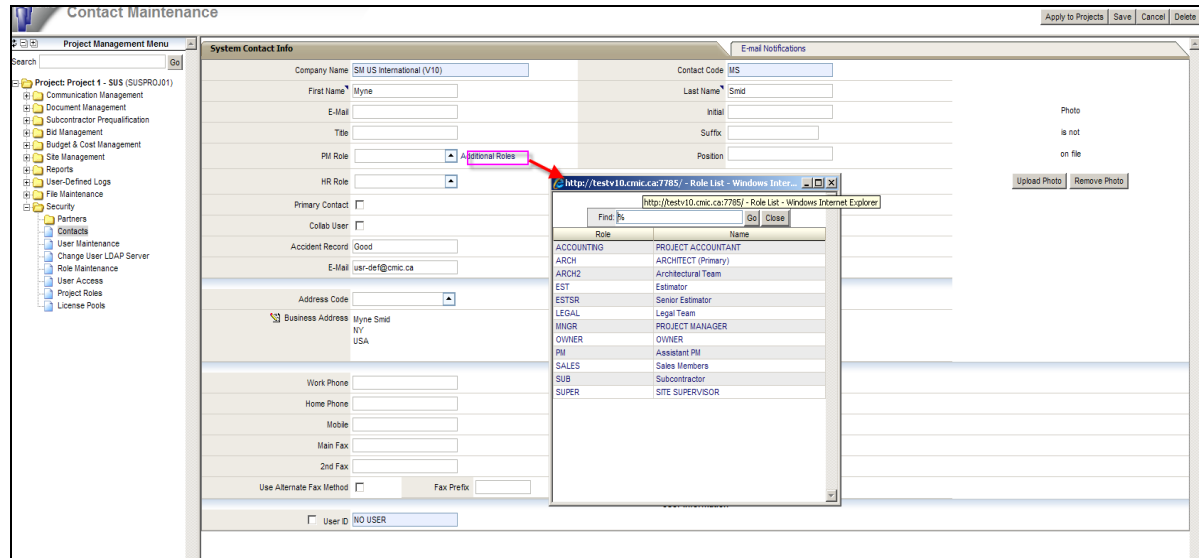 Contact Maintenance
Apply to Projects Save Cancel Delete
Project Management Menu
Search Go
Project: Project 1 - SUS (SUSPROJ01)
Communication Management
Document Management
Subcontractor Prequalification
Bid Management
Budget & Cost Management
Site Management
Reports
User-Defined Logs
File Maintenance
Security
Partners
Contacts
User Maintenance
Change User LDAP Server
Role Maintenance
User Access
Project Roles
License Pools
System Contact Info E-mail Notifications
Company Name SM US International (V10) Contact Code MS
First Name Myne Last Name Smid
E-Mail Initial Photo
Title Suffix is not
PM Role Additional Roles Position on file
HR Role Upload Photo Remove Photo
Primary Contact
Collab User
Accident Record Good
E-Mail usr-def@cmic.ca
Address Code
Business Address Myne Smid
NY
USA
Work Phone
Home Phone
Mobile
Main Fax
2nd Fax
Use Alternate Fax Method Fax Prefix
User ID NO USER
http://testv10.cmic.ca:7785/ - Role List - Windows Inter...
http://testv10.cmic.ca:7785/ - Role List - Windows Internet Explorer
Find: % Go Close
Role Name
ACCOUNTING PROJECT ACCOUNTANT
ARCH ARCHITECT (Primary)
ARCH2 Architectural Team
EST Estimator
ESTSR Senior Estimator
LEGAL Legal Team
MNGR PROJECT MANAGER
OWNER OWNER
PM Assistant PM
SALES Sales Members
SUB Subcontractor
SUPER SITE SUPERVISOR